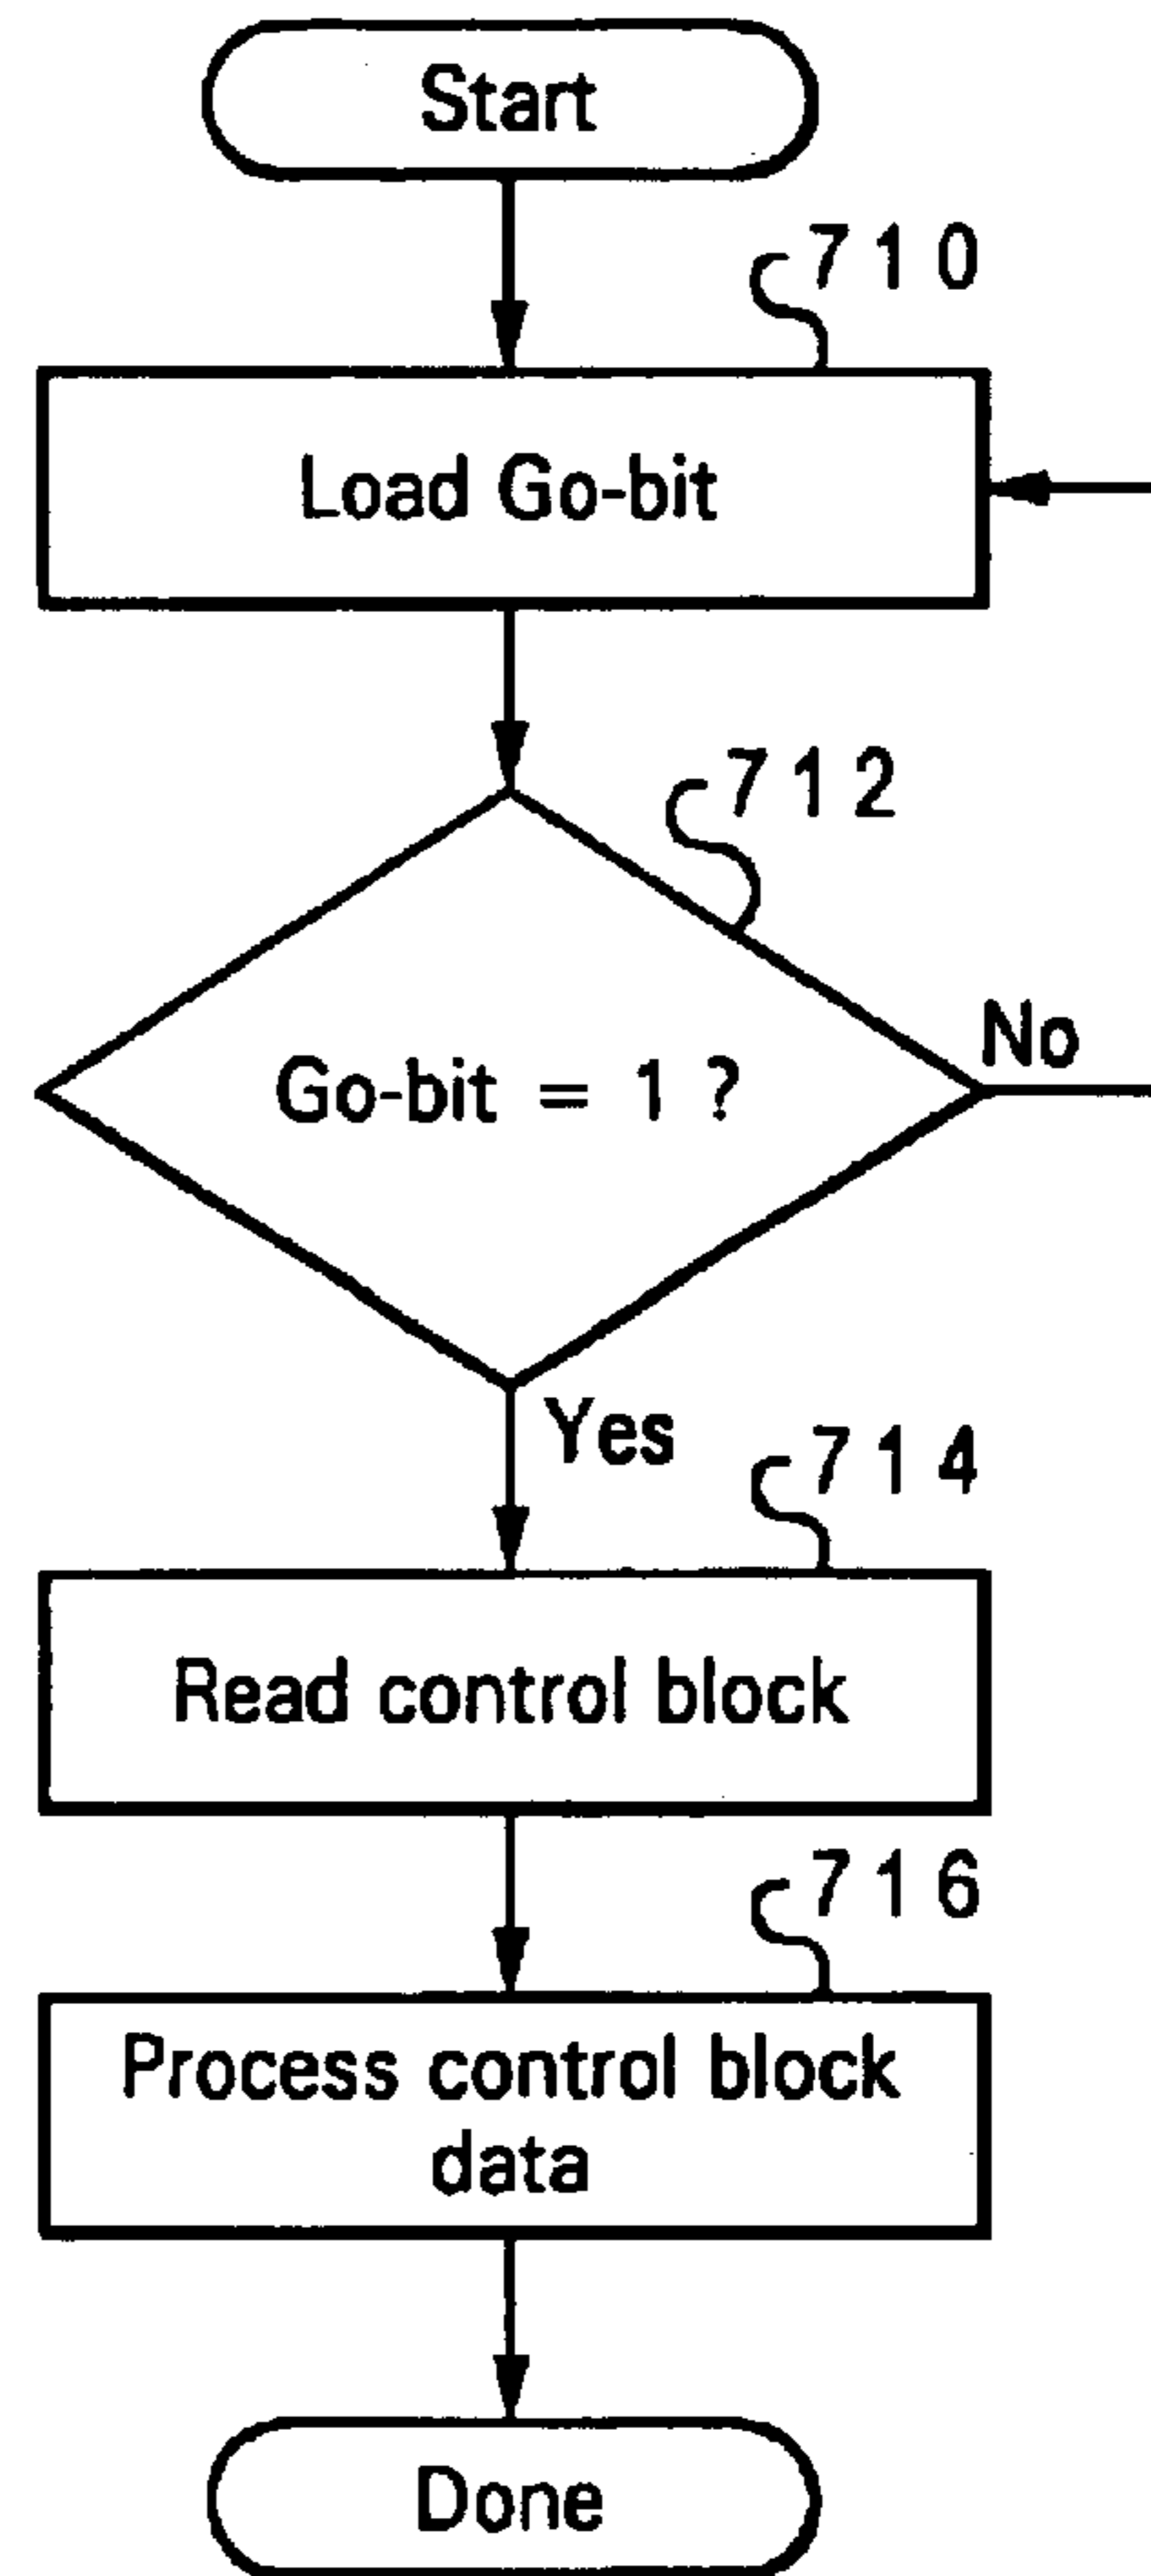 Start
710
Load Go-bit
712
Go-bit = 1 ?
No
Yes
714
Read control block
716
Process control block
data
Done